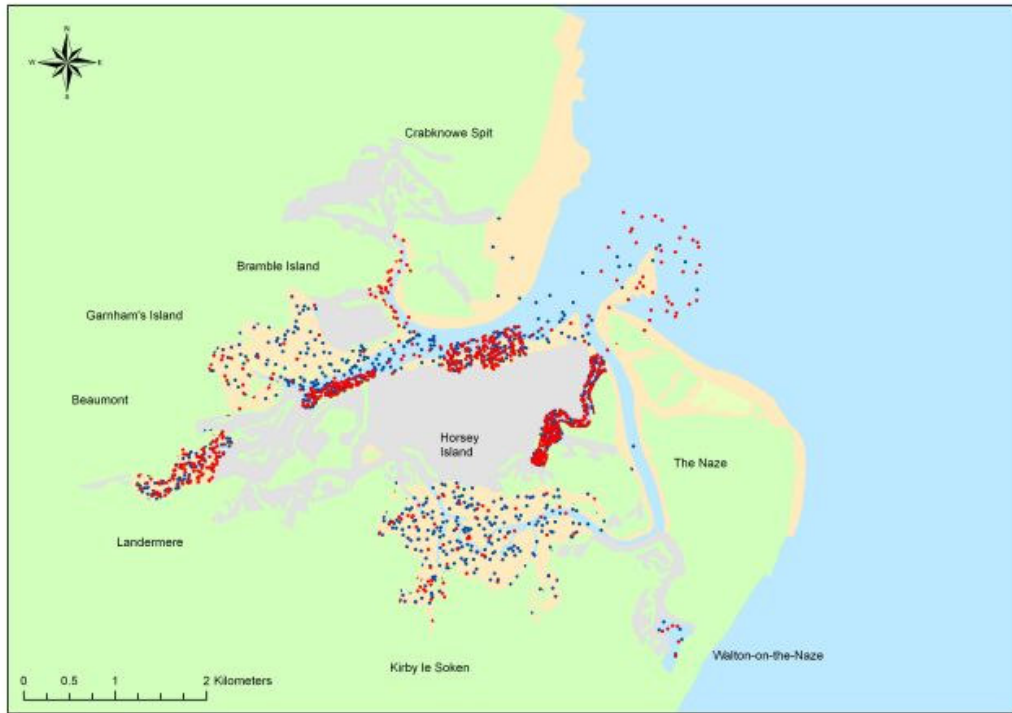 N
W
E
S
Crabknowe Spit
Bramble Island
Garnham's Island
Beaumont
Horsey
Island
The Naze
Landermere
Walton-on-the-Naze
Kirby le Soken
0 0.5 1 2 Kilometers